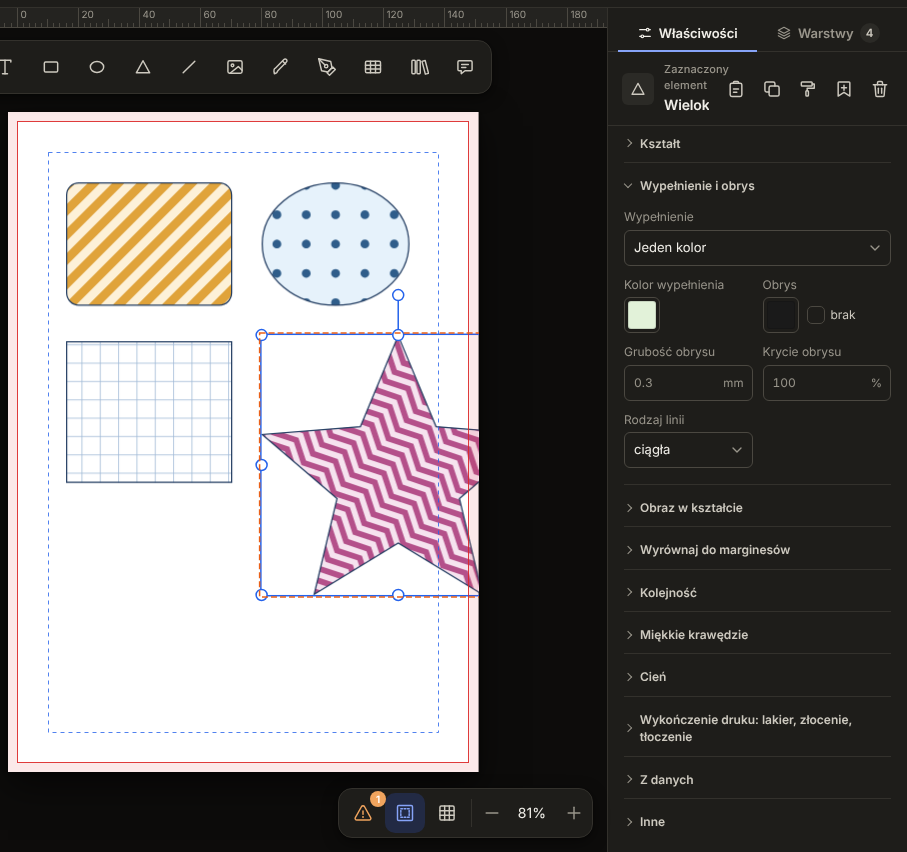 0 20 40 60 80 100 120 140 160 180
Właściwości
Warstwy 4
Zaznaczony
element
Wielok
Kształt
Wypełnienie i obrys
Wypełnienie
Jeden kolor
Kolor wypełnienia Obrys
brak
Grubość obrysu Krycie obrysu
0.3 mm 100 %
Rodzaj linii
ciągła
Obraz w kształcie
Wyrównaj do marginesów
Kolejność
Miękkie krawędzie
Cień
Wykończenie druku: lakier, złocenie,
tłoczenie
Z danych
Inne
1
81%